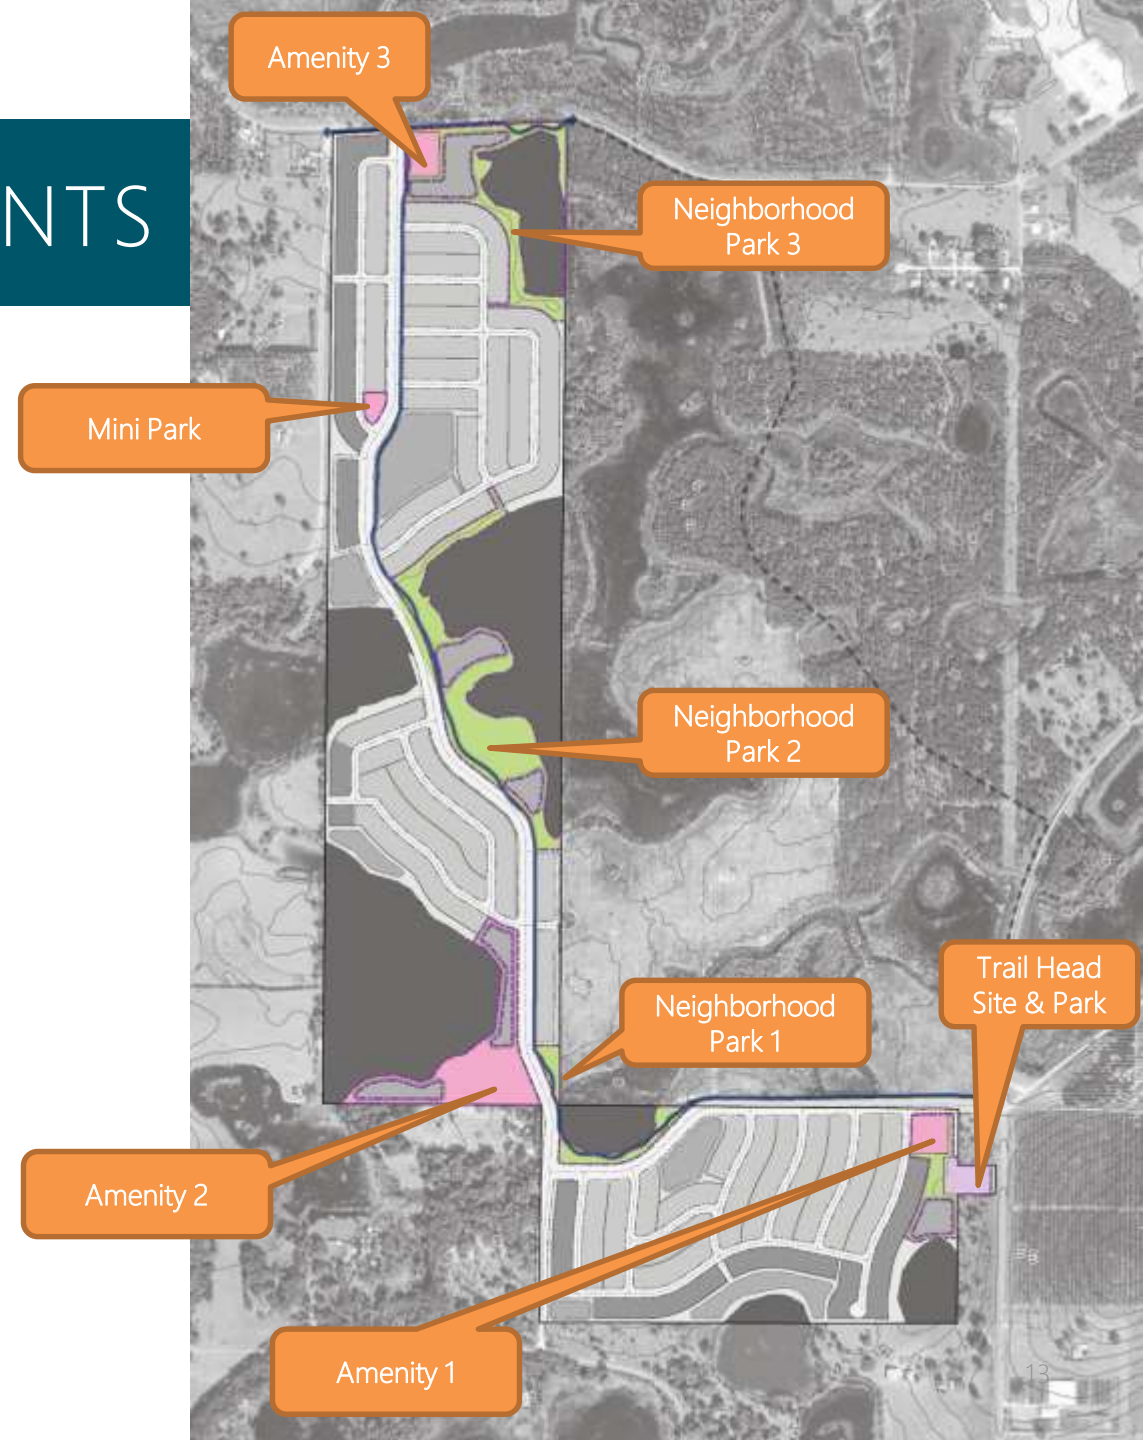 Amenity 3
NTS
Neighborhood
Park 3
Mini Park
Neighborhood
Park 2
Trail Head
Site & Park
Neighborhood
Park 1
Amenity 2
Amenity 1
13